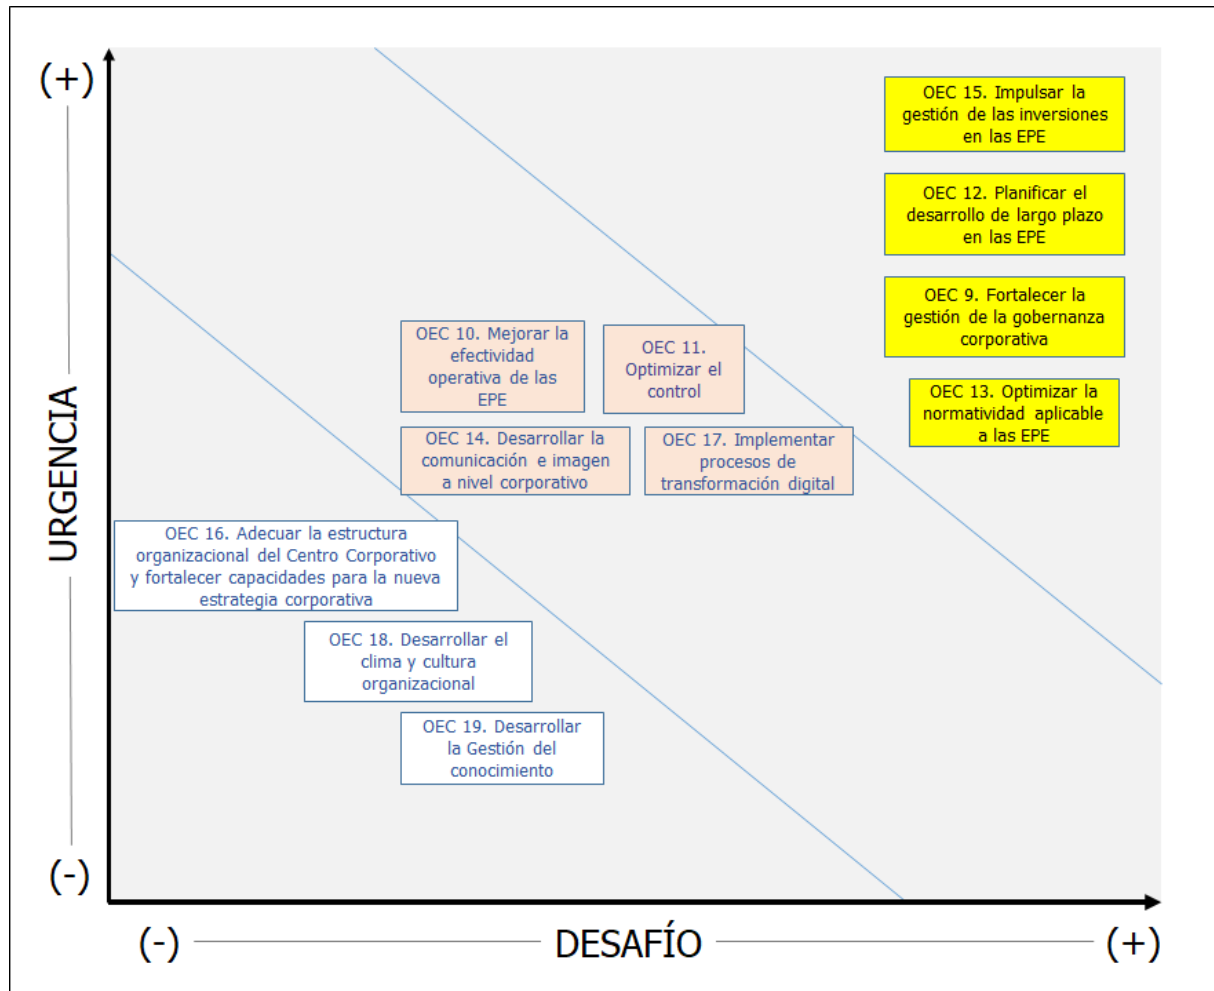 (+)
OEC 15. Impulsar la
gestión de las inversiones
en las EPE
OEC 12. Planificar el
desarrollo de largo plazo
en las EPE
OEC 9. Fortalecer la
gestión de la gobernanza
corporativa
OEC 10. Mejorar la
efectividad
operativa de las
EPE
OEC 11.
Optimizar el
control
OEC 13. Optimizar la
normatividad aplicable
a las EPE
OEC 14. Desarrollar la
comunicación e imagen
a nivel corporativo
OEC 17. Implementar
procesos de
transformación digital
URGENCIA
OEC 16. Adecuar la estructura
organizacional del Centro Corporativo
y fortalecer capacidades para la nueva
estrategia corporativa
OEC 18. Desarrollar el
clima y cultura
organizacional
OEC 19. Desarrollar
la Gestión del
conocimiento
(-)
(-)
DESAFÍO
(+)